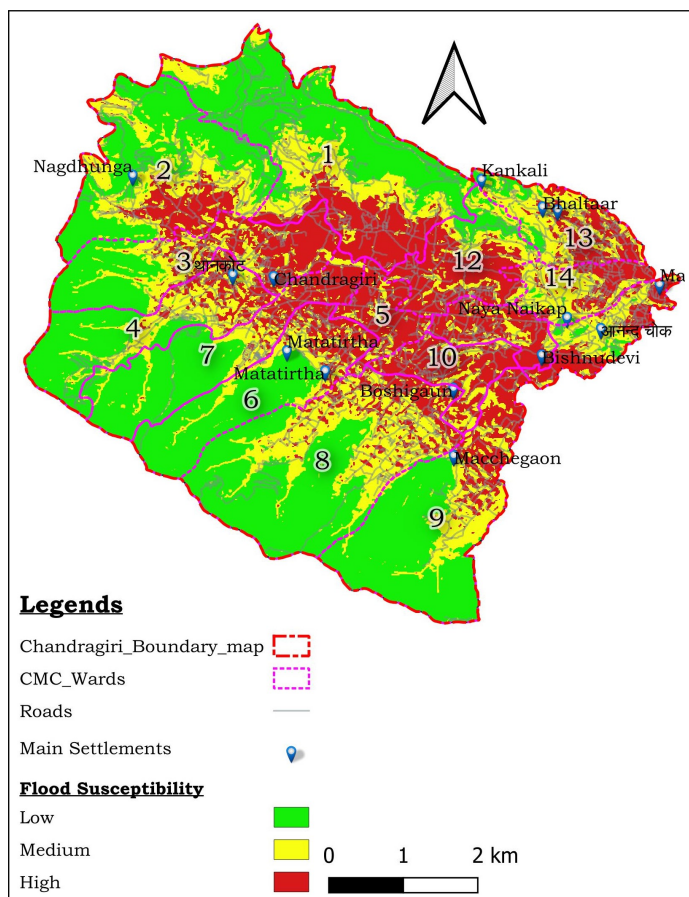 1
Nagdhunga
2
Kankali
Bhaltaar
13
12
3
थानकोट
Chandragiri
14
Ma
Naya Naikap
5
4
आनन्द चोक
7
Matatirtha
10
Bishnudevi
Matatirtha
6
Boshigaun
8
Macchegaon
9
Legends
Chandragiri_Boundary_map
CMC_Wards
Roads
Main Settlements
Flood Susceptibility
Low
Medium
0 1 2 km
High